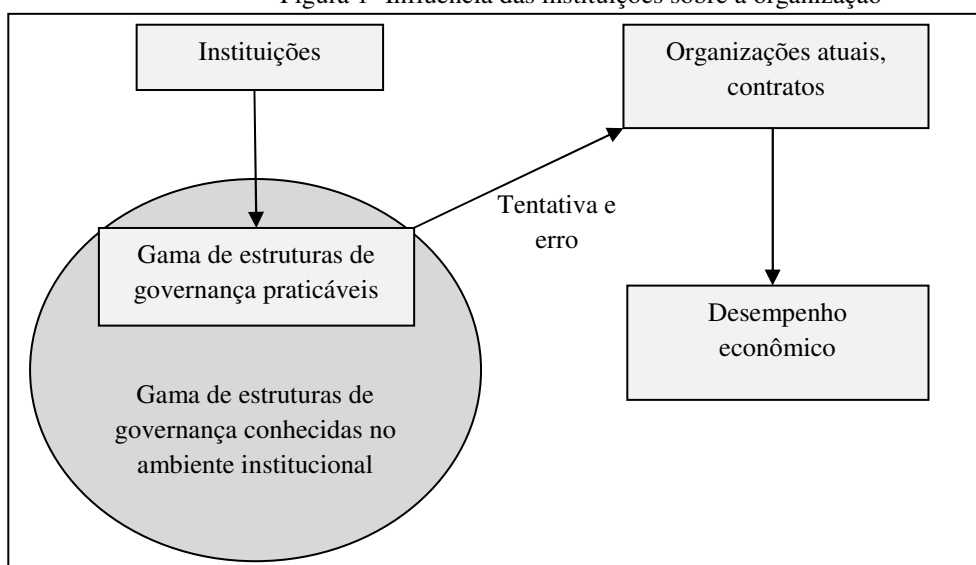 Figura 1- Influência das instituições sobre a organização
Instituições
Organizações atuais,
contratos
Tentativa e
erro
Gama de estruturas de
governança praticáveis
Desempenho
econômico
Gama de estruturas de
governança conhecidas no
ambiente institucional